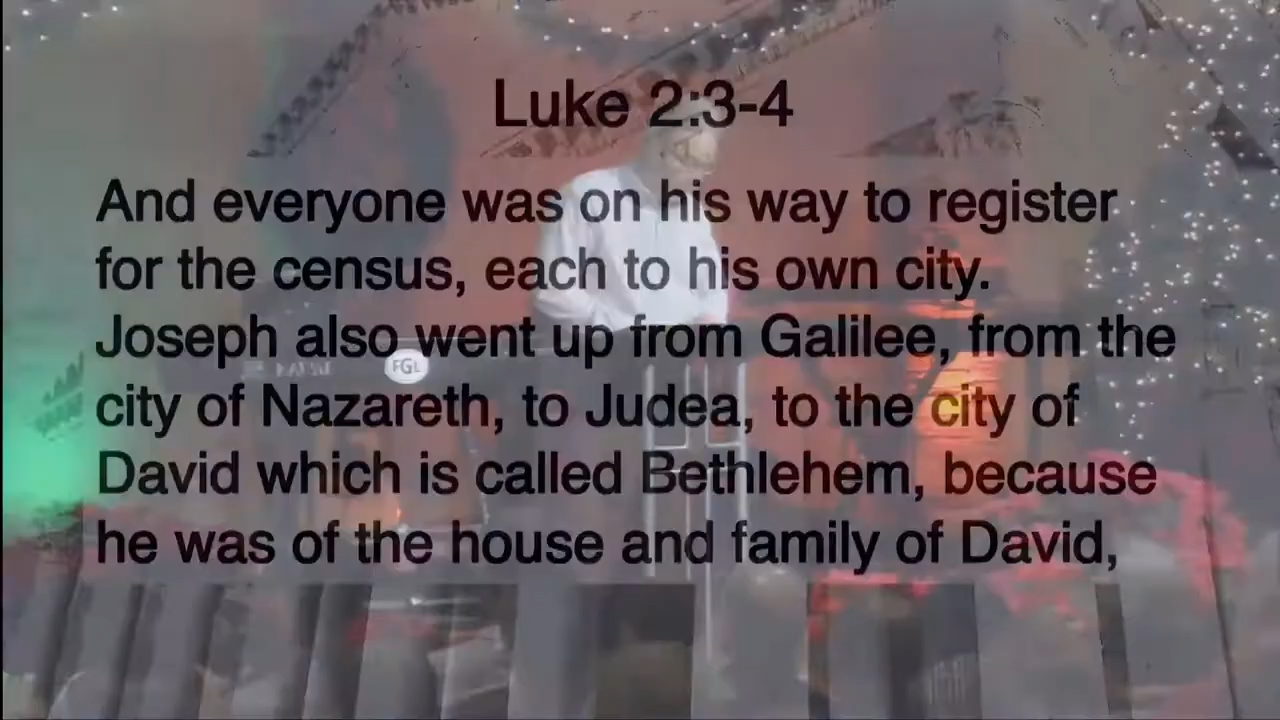 Luke 2:3-4
And everyone was on his way to register
for the census, each to his own city.
Joseph also went up from Galilee, from the
city of Nazareth, to Judea, to the city of
David which is called Bethlehem, because
he was of the house and family of David,
FGL